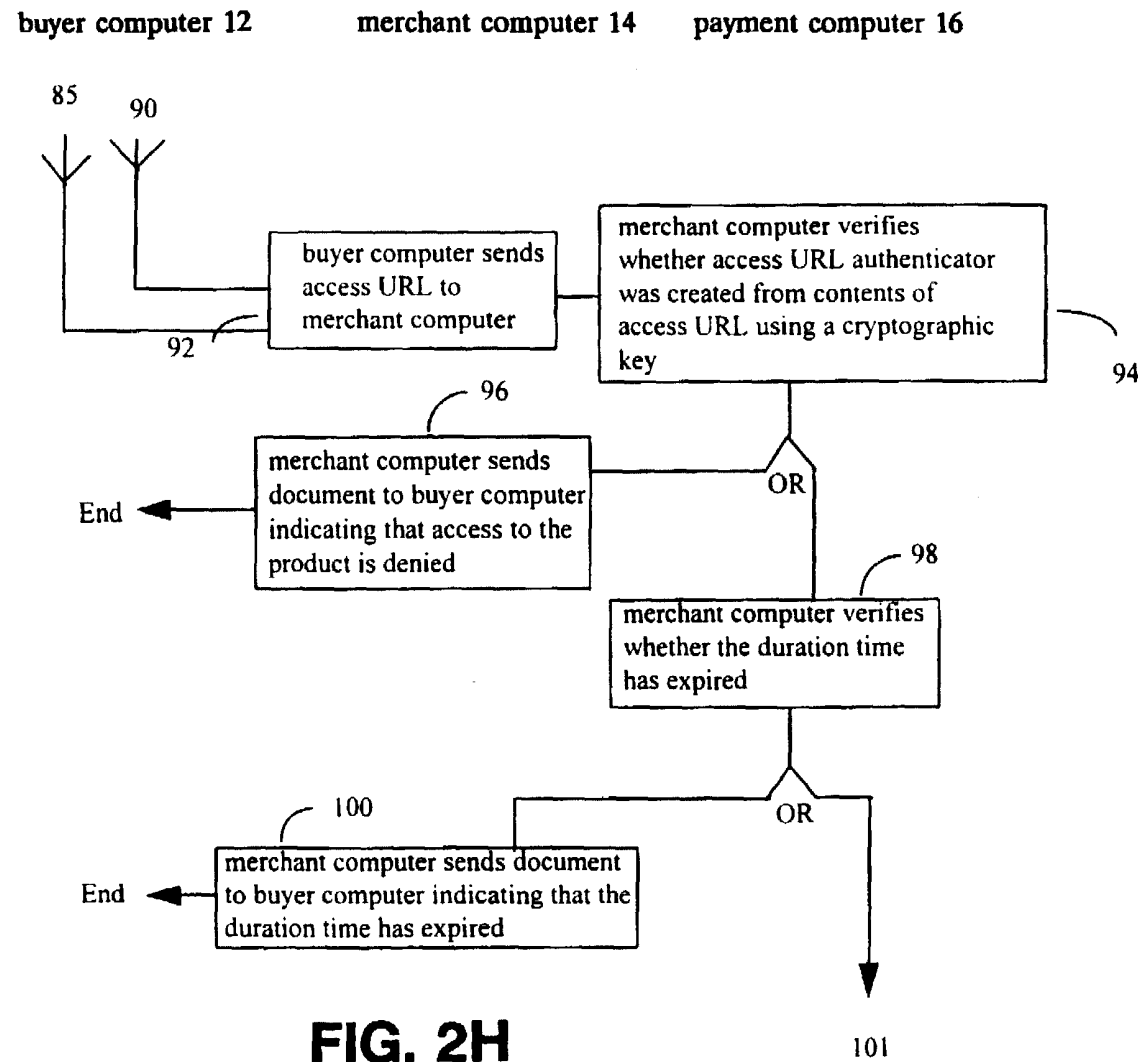 buyer computer 12 merchant computer 14 payment computer 16
85
90
buyer computer sends
access URL to
merchant computer
92
merchant computer verifies
whether access URL authenticator
was created from contents of
access URL using a cryptographic
key
94
96
merchant computer sends
document to buyer computer
indicating that access to the
product is denied
End
OR
98
merchant computer verifies
whether the duration time
has expired
OR
100
merchant computer sends document
to buyer computer indicating that the
duration time has expired
End
101
FIG. 2H